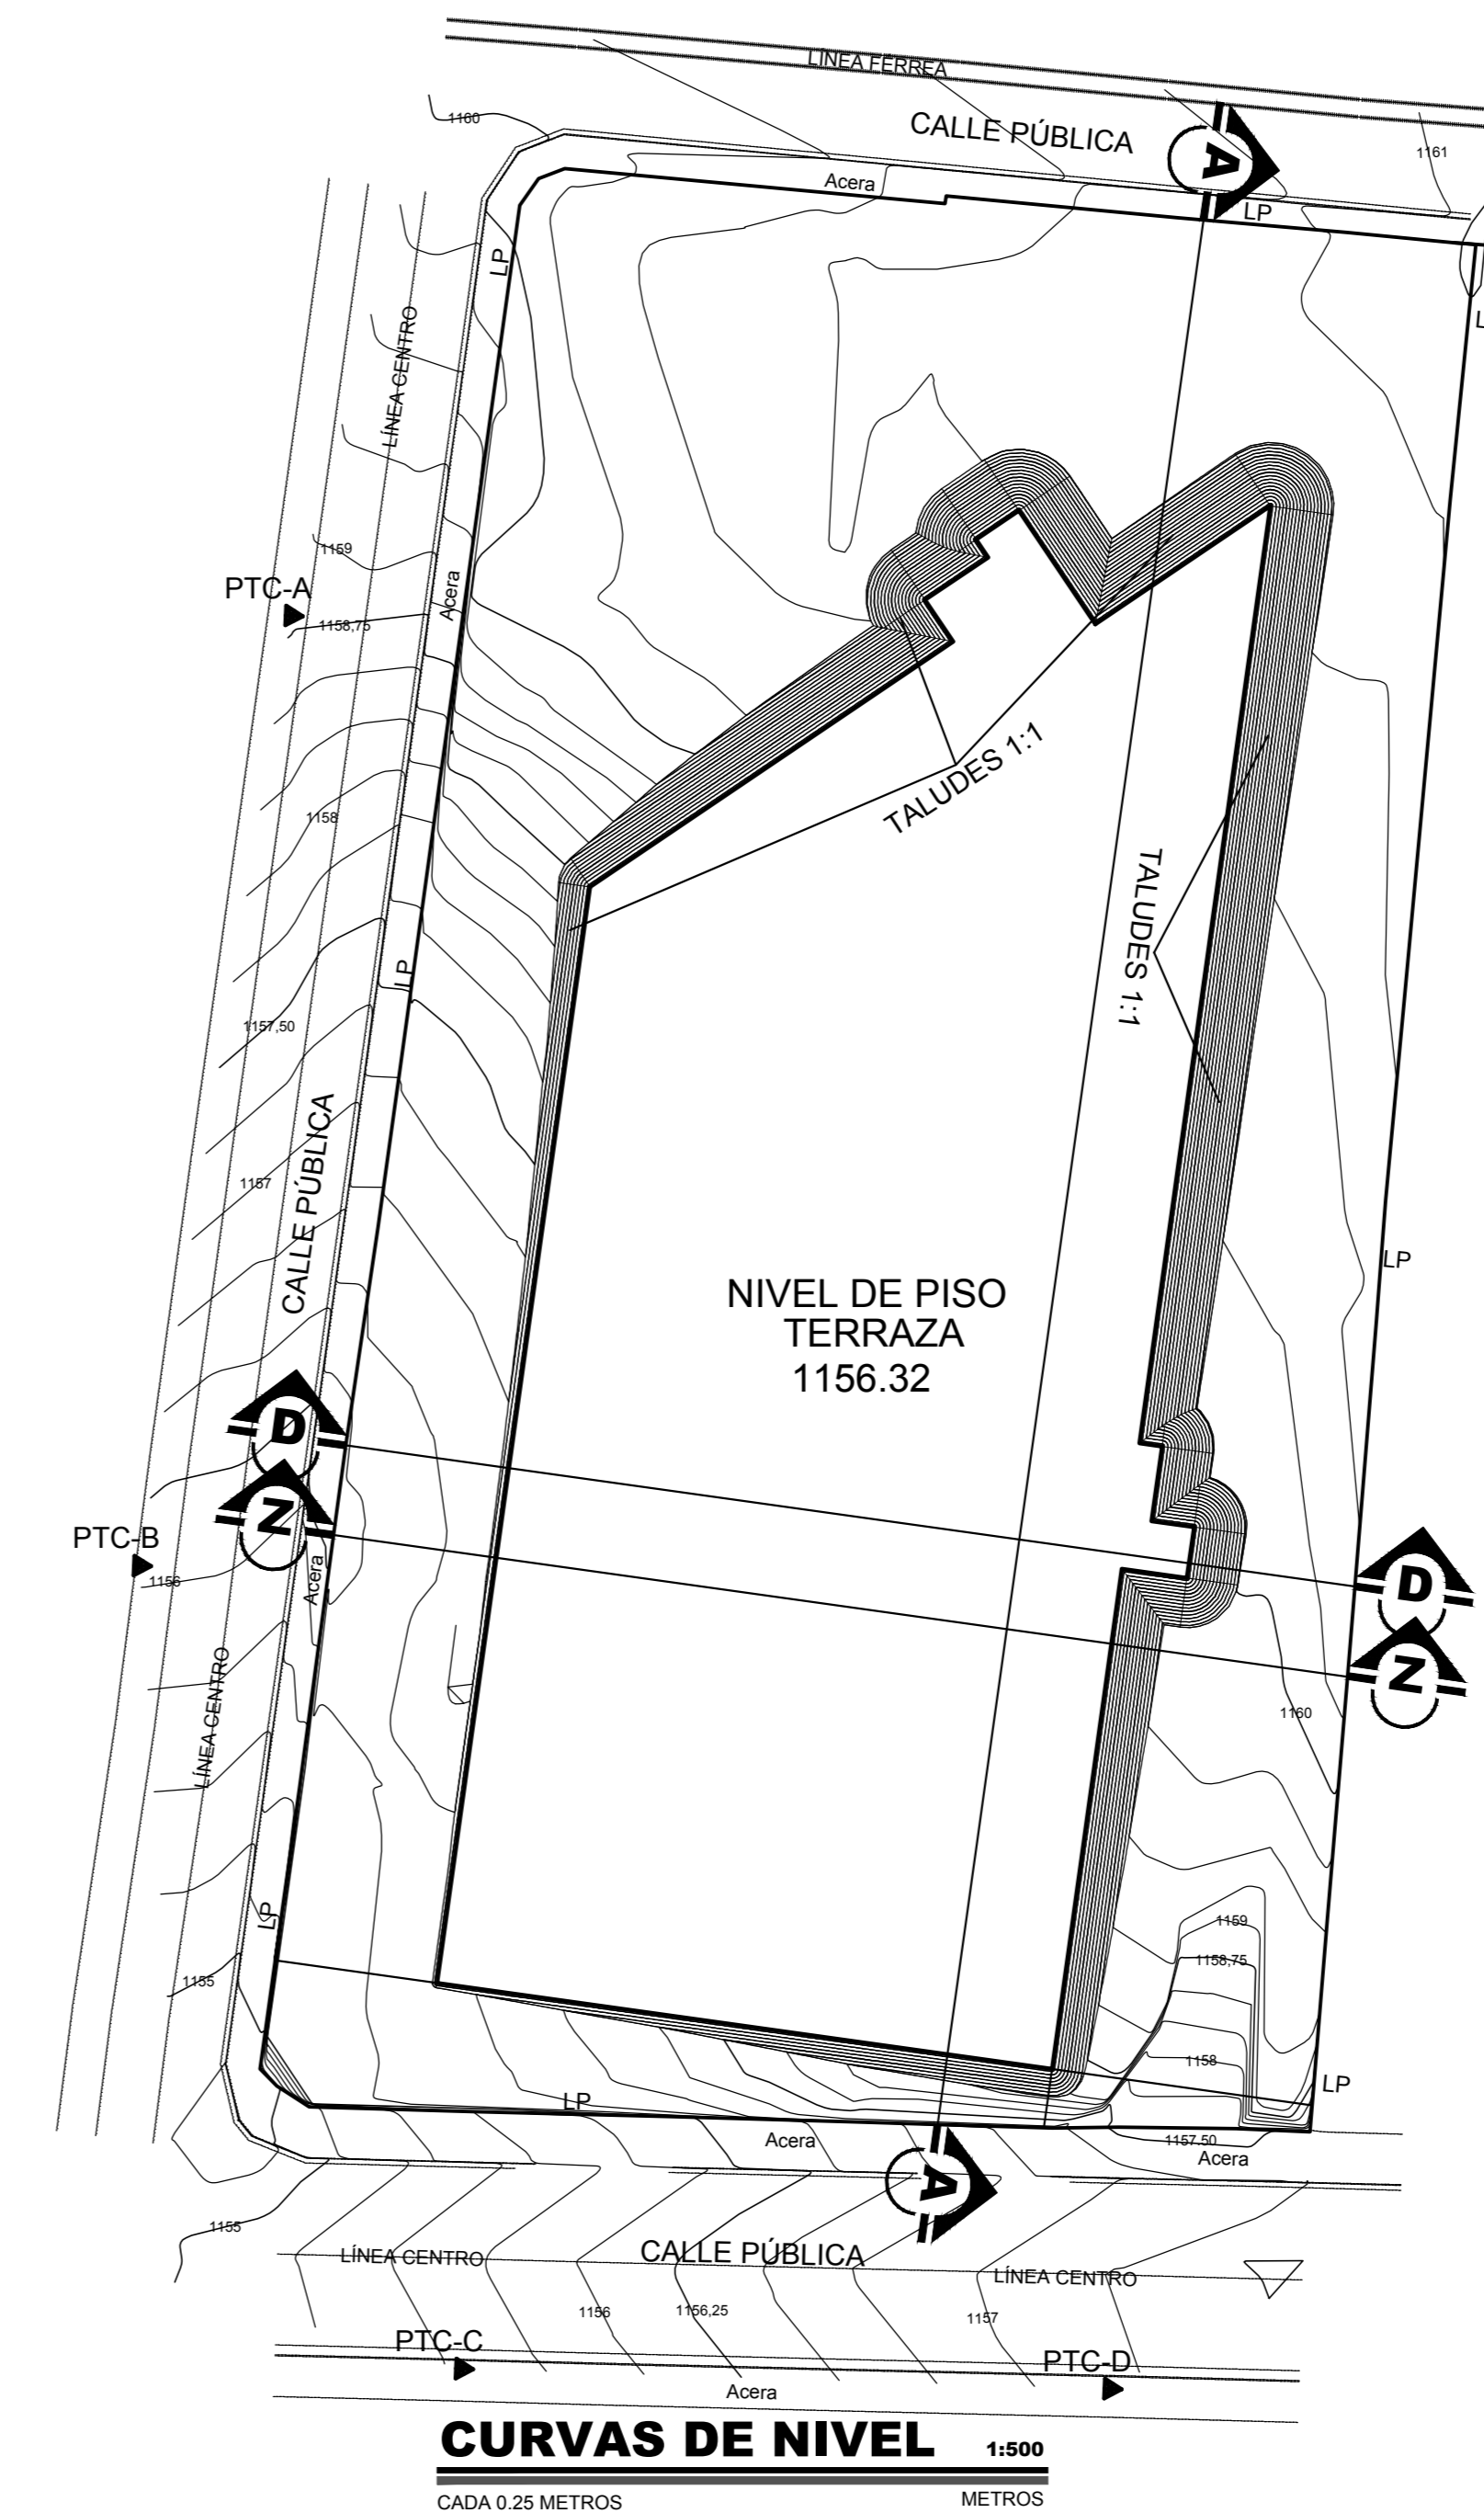 LÍNEA FÉRREA
CALLE PÚBLICA
1160
1161
A
Acera
LP
LP
L
LÍNEA CENTRO
1159
PTC-A
1158,75
Acera
1158
TALUDES 1:1
TALUDES 1:1
LP
1157,50
CALLE PÚBLICA
1157
LP
NIVEL DE PISO
TERRAZA
1156.32
D
Z
PTC-B
1156
Acera
D
Z
LÍNEA CENTRO
1160
LP
1159
1158,75
1155
1158
LP
LP
Acera
1157.50
Acera
A
1155
LÍNEA CENTRO
CALLE PÚBLICA
LÍNEA CENTRO
1156
1156,25
1157
PTC-C
PTC-D
Acera
CURVAS DE NIVEL 1:500
CADA 0.25 METROS METROS